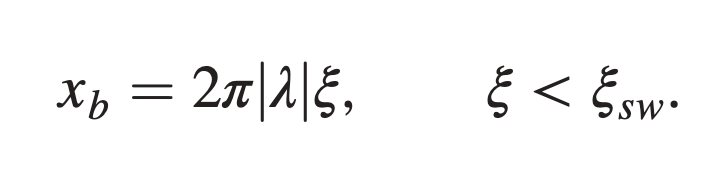 x_b = 2π|λ|ξ, ξ < ξ_sw.